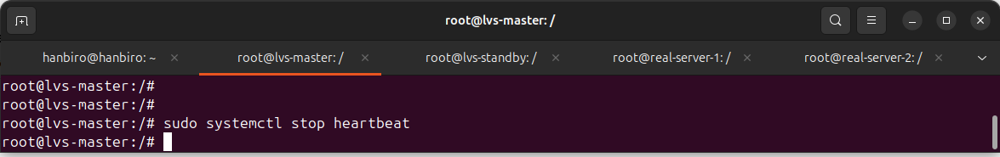 root@lvs-master: /
hanbiro@hanbiro: ~
root@lvs-master: /
root@lvs-standby: /
root@real-server-1: /
root@real-server-2: /
root@lvs-master:/#
root@lvs-master:/#
root@lvs-master:/# sudo systemctl stop heartbeat
root@lvs-master:/#